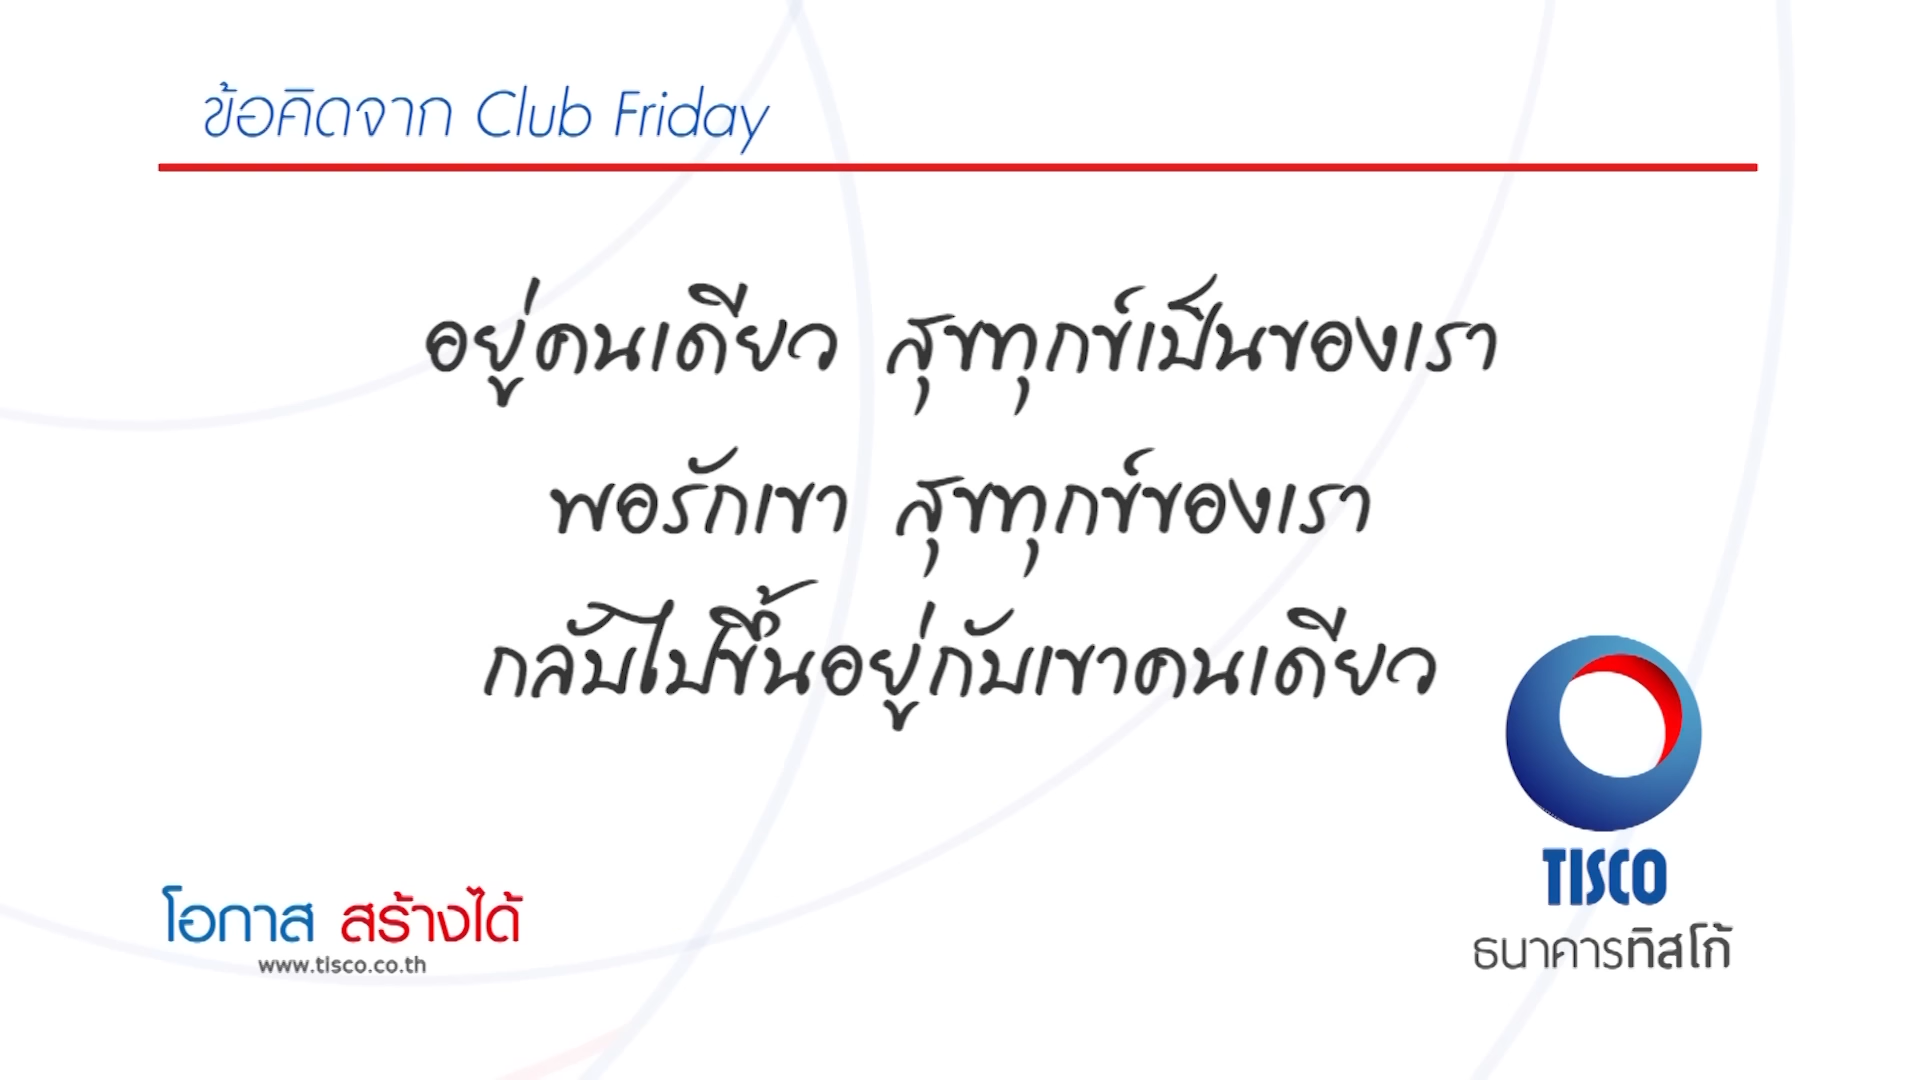 ข้อคิดจาก Club Friday
อยู่คนเดียว สุขทุกข์เป็นของเรา
พอรักเขา สุขทุกข์ของเรา
กลับไปขึ้นอยู่กับเขาคนเดียว
โอกาส สร้างได้
www.tisco.co.th
TISCO
ธนาคารทิสโก้